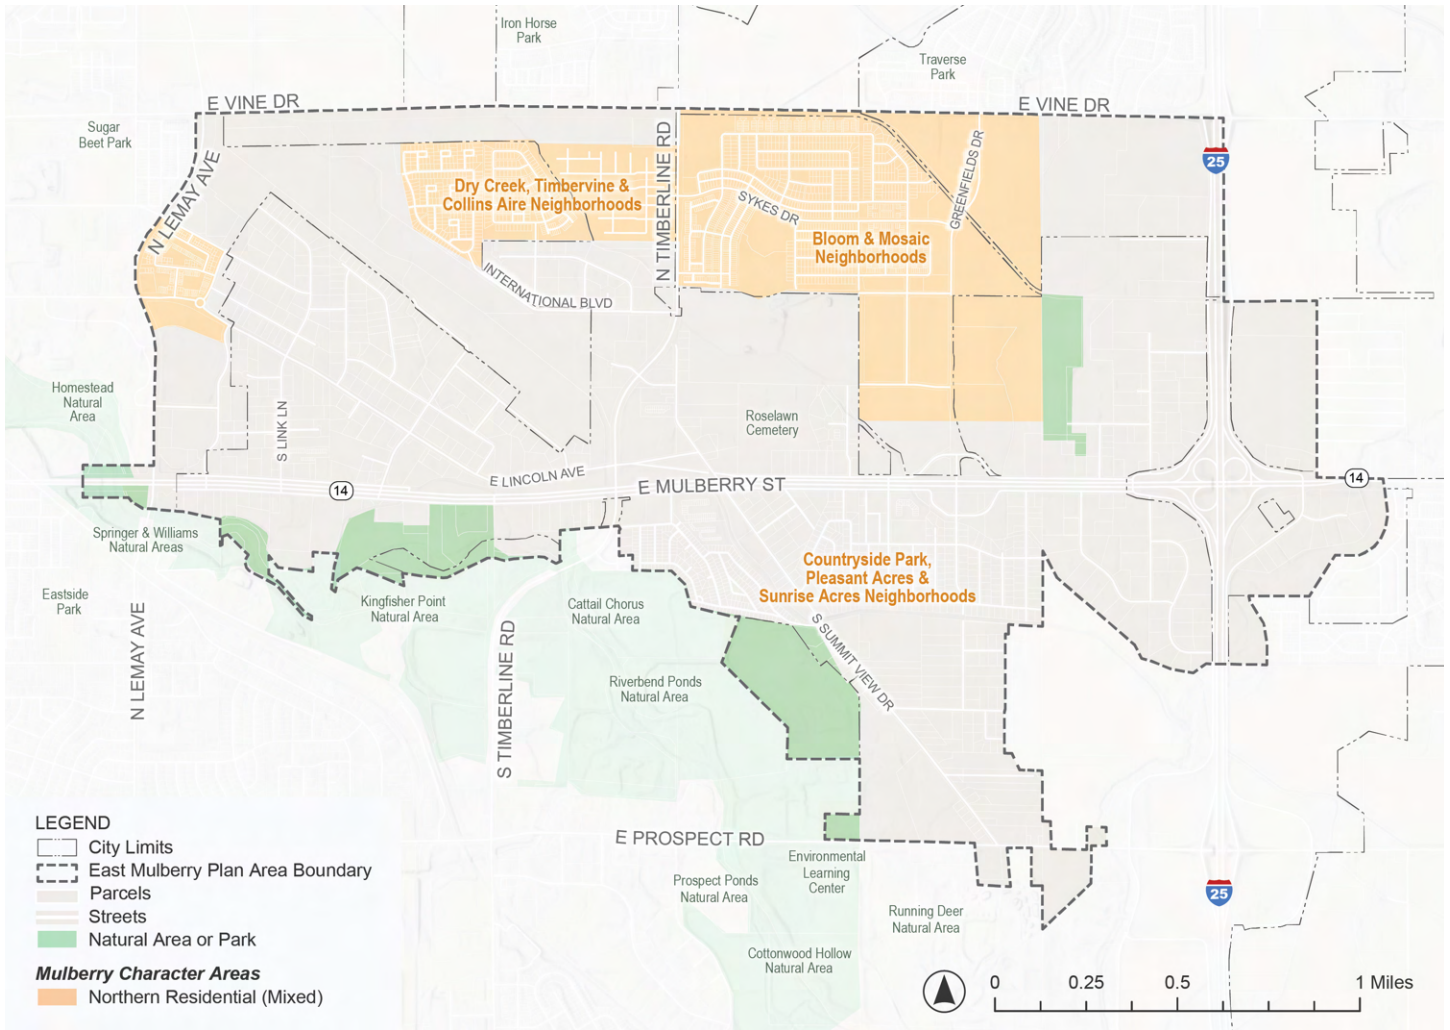 Iron Horse
Park
Traverse
Park
E VINE DR
E VINE DR
Sugar
Beet Park
N LEMAY AVE
N TIMBERLINE RD
GREENFIELDS DR
25
Dry Creek, Timbervine &
Collins Aire Neighborhoods
SYKES DR
Bloom & Mosaic
Neighborhoods
INTERNATIONAL BLVD
Homestead
Natural
Area
S LINK LN
Roselawn
Cemetery
E LINCOLN AVE
14
E MULBERRY ST
14
Springer & Williams
Natural Areas
Countryside Park,
Pleasant Acres &
Sunrise Acres Neighborhoods
Eastside
Park
Kingfisher Point
Natural Area
Cattail Chorus
Natural Area
N LEMAY AVE
S TIMBERLINE RD
S SUMMIT VIEW DR
Riverbend Ponds
Natural Area
E PROSPECT RD
Environmental
Learning
Center
Prospect Ponds
Natural Area
25
Running Deer
Natural Area
Cottonwood Hollow
Natural Area
LEGEND
City Limits
East Mulberry Plan Area Boundary
Parcels
Streets
Natural Area or Park
Mulberry Character Areas
Northern Residential (Mixed)
0 0.25 0.5 1 Miles